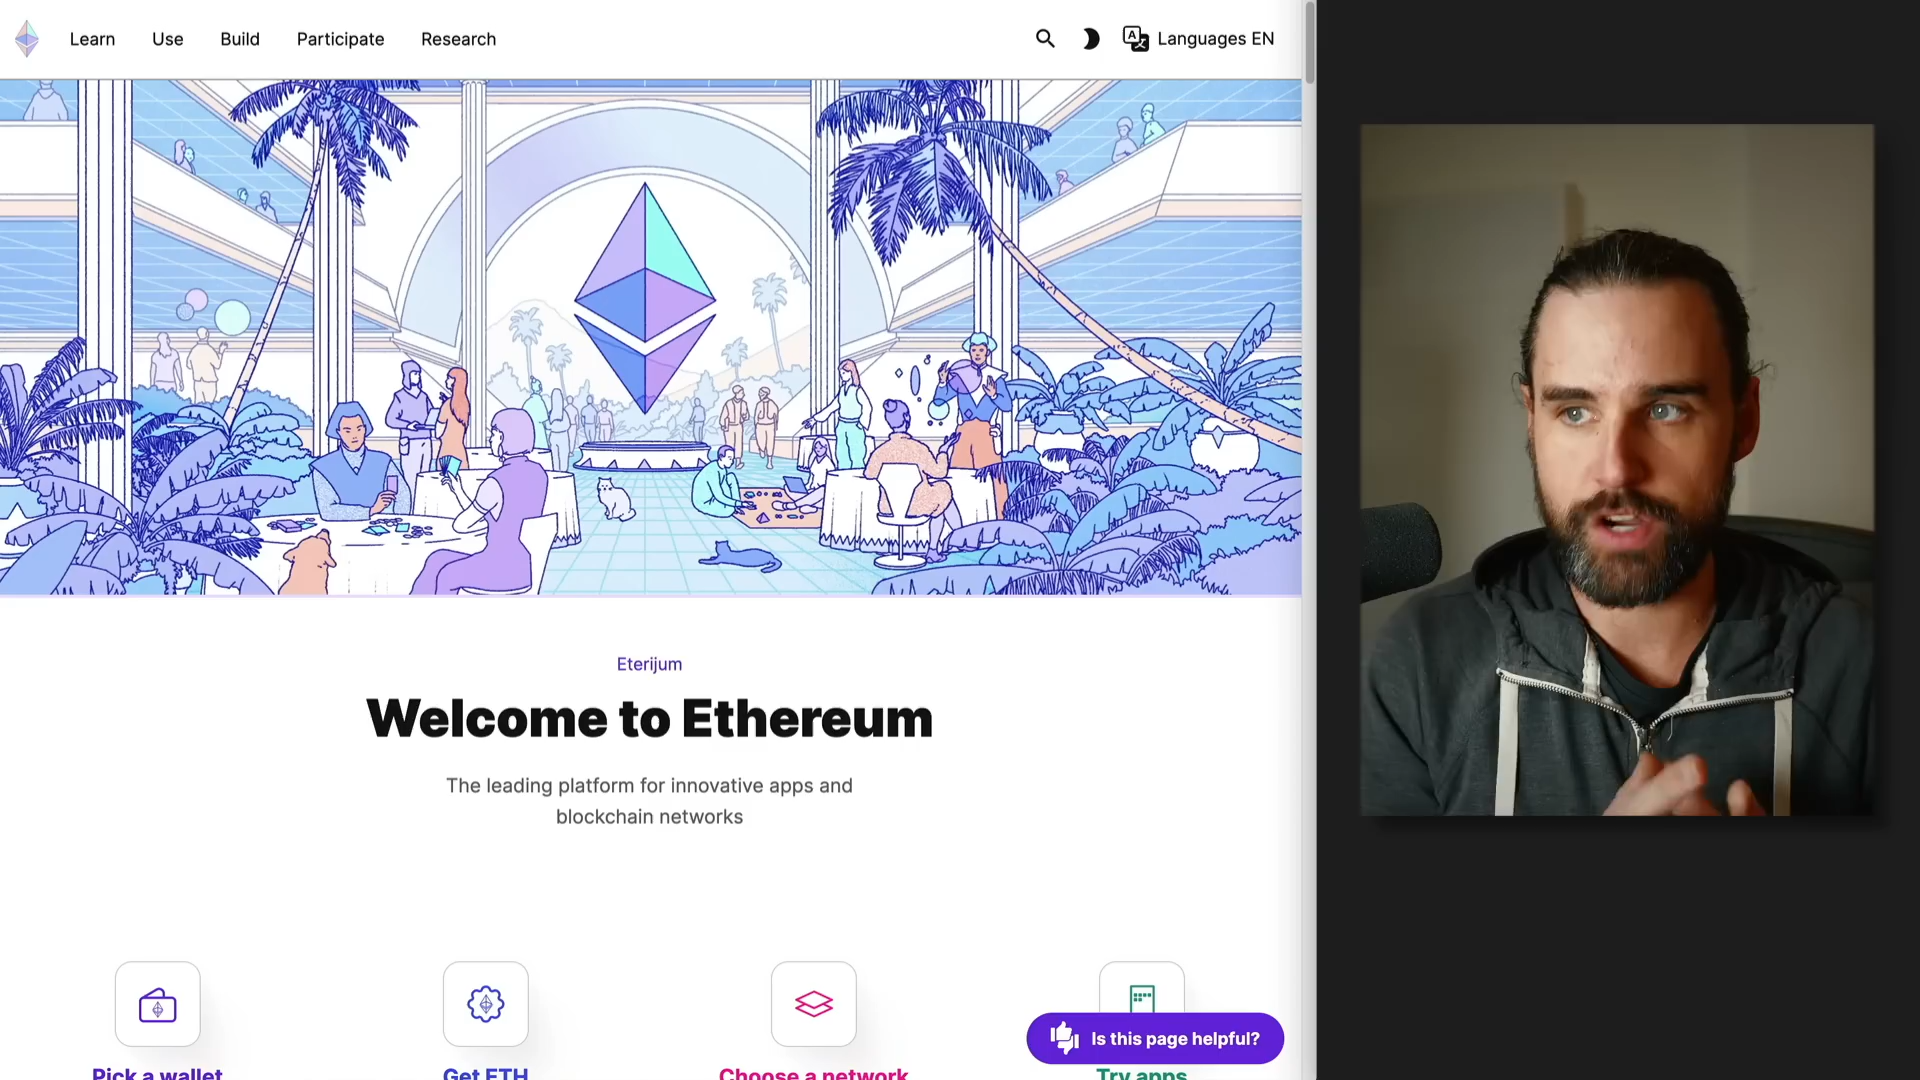 Learn
Use
Build
Participate
Research
Languages EN
Eterijum
Welcome to Ethereum
The leading platform for innovative apps and
blockchain networks
Pick a wallet
Get ETH
Choose a network
Try apps
Is this page helpful?